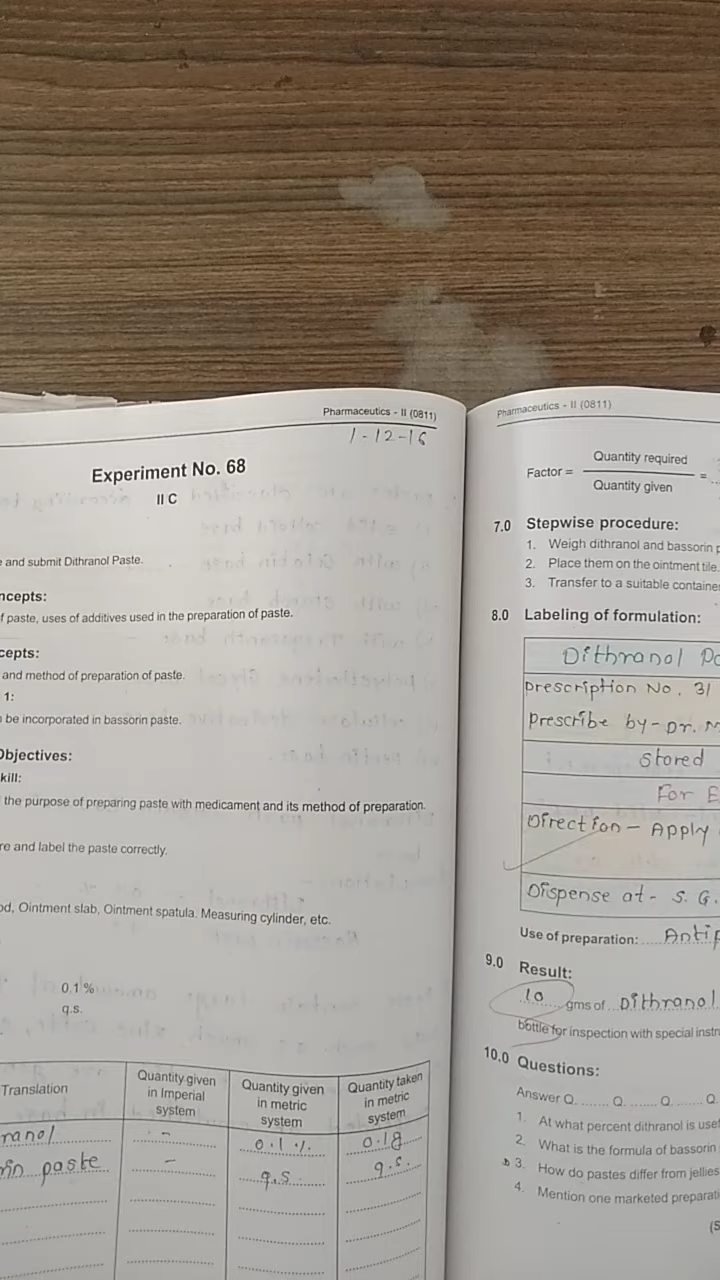 Pharmaceutics - II (0811)
1-12-16
Experiment No. 68
II C
and submit Dithranol Paste.
ncepts:
f paste, uses of additives used in the preparation of paste.
cepts:
and method of preparation of paste.
1:
be incorporated in bassorin paste.
Objectives:
kill:
the purpose of preparing paste with medicament and its method of preparation.
re and label the paste correctly.
od, Ointment slab, Ointment spatula. Measuring cylinder, etc.
0.1 %
q.s.
Translation
Quantity given in Imperial system
Quantity given in metric system
Quantity taken in metric system
ranol - 0.1 % 0.1g
rin paste - q.s. q.s.
Pharmaceutics - II (0811)
Factor = Quantity required / Quantity given = ...
7.0 Stepwise procedure:
1. Weigh dithranol and bassorin p
2. Place them on the ointment tile
3. Transfer to a suitable containe
8.0 Labeling of formulation:
Dithranol Pa
prescription No. 31
prescribe by - Dr. M
Stored
For E
Direction - Apply
Dispense at - S. G.
Use of preparation: Antip
9.0 Result:
10 gms of Dithranol
bottle for inspection with special instru
10.0 Questions:
Answer Q. ........ Q. ........ Q. ........ Q.
1. At what percent dithranol is use
2. What is the formula of bassorin
3. How do pastes differ from jellies
4. Mention one marketed preparati
(5